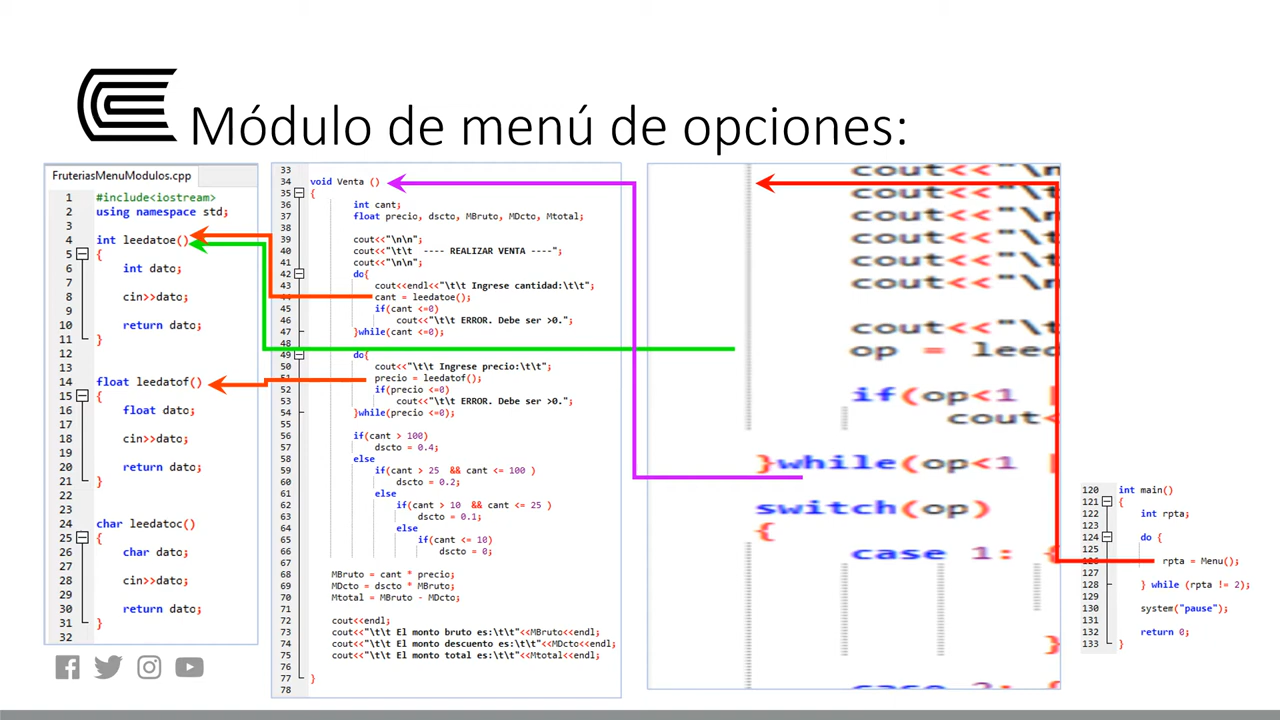 Módulo de menú de opciones:
FruteriasMenuModulos.cpp
1 #include<iostream>
2 using namespace std;
3
4 int leedatoe()
5 {
6 int dato;
7
8 cin>>dato;
9
10 return dato;
11 }
12
13
14 float leedatof()
15 {
16 float dato;
17
18 cin>>dato;
19
20 return dato;
21 }
22
23
24 char leedatoc()
25 {
26 char dato;
27
28 cin>>dato;
29
30 return dato;
31 }
32
33
34 void Venta ()
35 {
36 int cant;
37 float precio, dscto, MBruto, MDcto, Mtotal;
38
39 cout<<"\n\n";
40 cout<<"\t\t ---- REALIZAR VENTA ----";
41 cout<<"\n\n";
42 do{
43 cout<<endl<<"\t\t Ingrese cantidad:\t\t";
44 cant = leedatoe();
45 if(cant <=0)
46 cout<<"\t\t ERROR. Debe ser >0.";
47 }while(cant <=0);
48
49 do{
50 cout<<"\t\t Ingrese precio:\t\t";
51 precio = leedatof();
52 if(precio <=0)
53 cout<<"\t\t ERROR. Debe ser >0.";
54 }while(precio <=0);
55
56 if(cant > 100)
57 dscto = 0.4;
58 else
59 if(cant > 25 && cant <= 100 )
60 dscto = 0.2;
61 else
62 if(cant > 10 && cant <= 25 )
63 dscto = 0.1;
64 else
65 if(cant <= 10)
66 dscto = 0;
67
68 MBruto = cant * precio;
69 MDcto = dscto * MBruto;
70 Mtotal = MBruto - MDcto;
71
72 cout<<endl;
73 cout<<"\t\t El monto bruto es:\t\t"<<MBruto<<endl;
74 cout<<"\t\t El monto descuento es:\t\t"<<MDcto<<endl;
75 cout<<"\t\t El monto total es:\t\t"<<Mtotal<<endl;
76
77 }
78
cout<<"\n
cout<<"\n
cout<<"\n
cout<<"\t
cout<<"\t
cout<<"\n
cout<<"\t
op = leed
if(op<1 |
cout<
}while(op<1 |
switch(op)
{
case 1: {
}
case 2: {
120 int main()
121 {
122 int rpta;
123
124 do {
125
126 rpta = Menu();
127
128 } while(rpta != 2);
129
130 system("pause");
131
132 return 0;
133 }